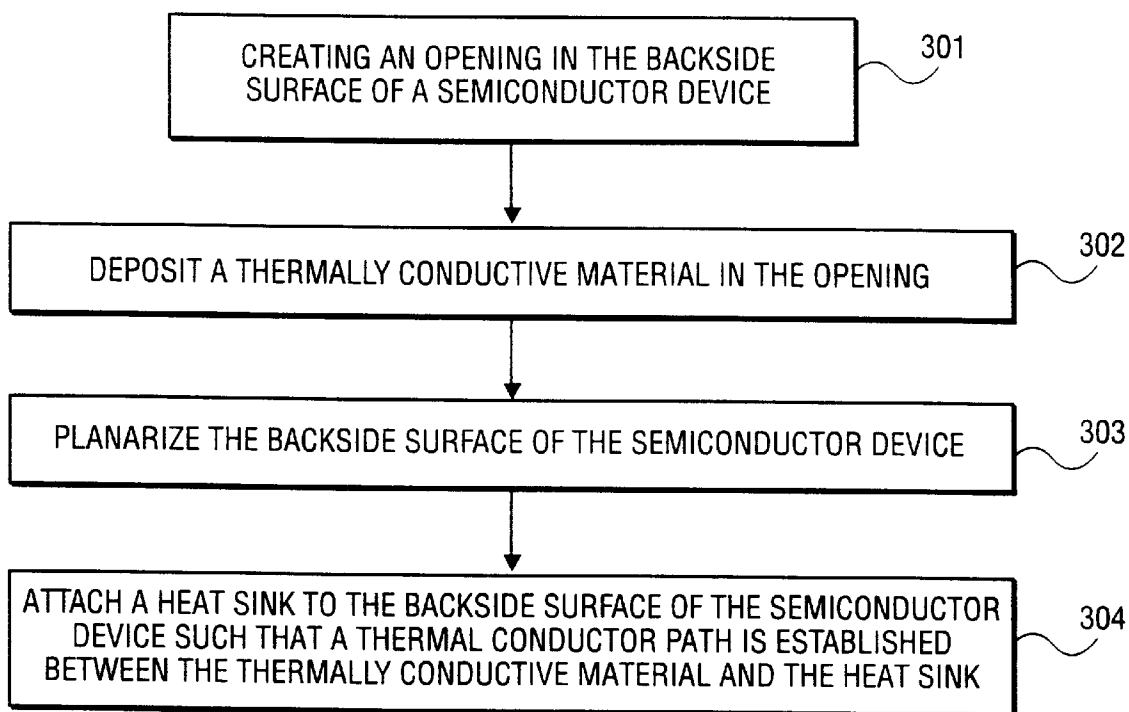 CREATING AN OPENING IN THE BACKSIDE
SURFACE OF A SEMICONDUCTOR DEVICE
301
DEPOSIT A THERMALLY CONDUCTIVE MATERIAL IN THE OPENING
302
PLANARIZE THE BACKSIDE SURFACE OF THE SEMICONDUCTOR DEVICE
303
ATTACH A HEAT SINK TO THE BACKSIDE SURFACE OF THE SEMICONDUCTOR
DEVICE SUCH THAT A THERMAL CONDUCTOR PATH IS ESTABLISHED
BETWEEN THE THERMALLY CONDUCTIVE MATERIAL AND THE HEAT SINK
304